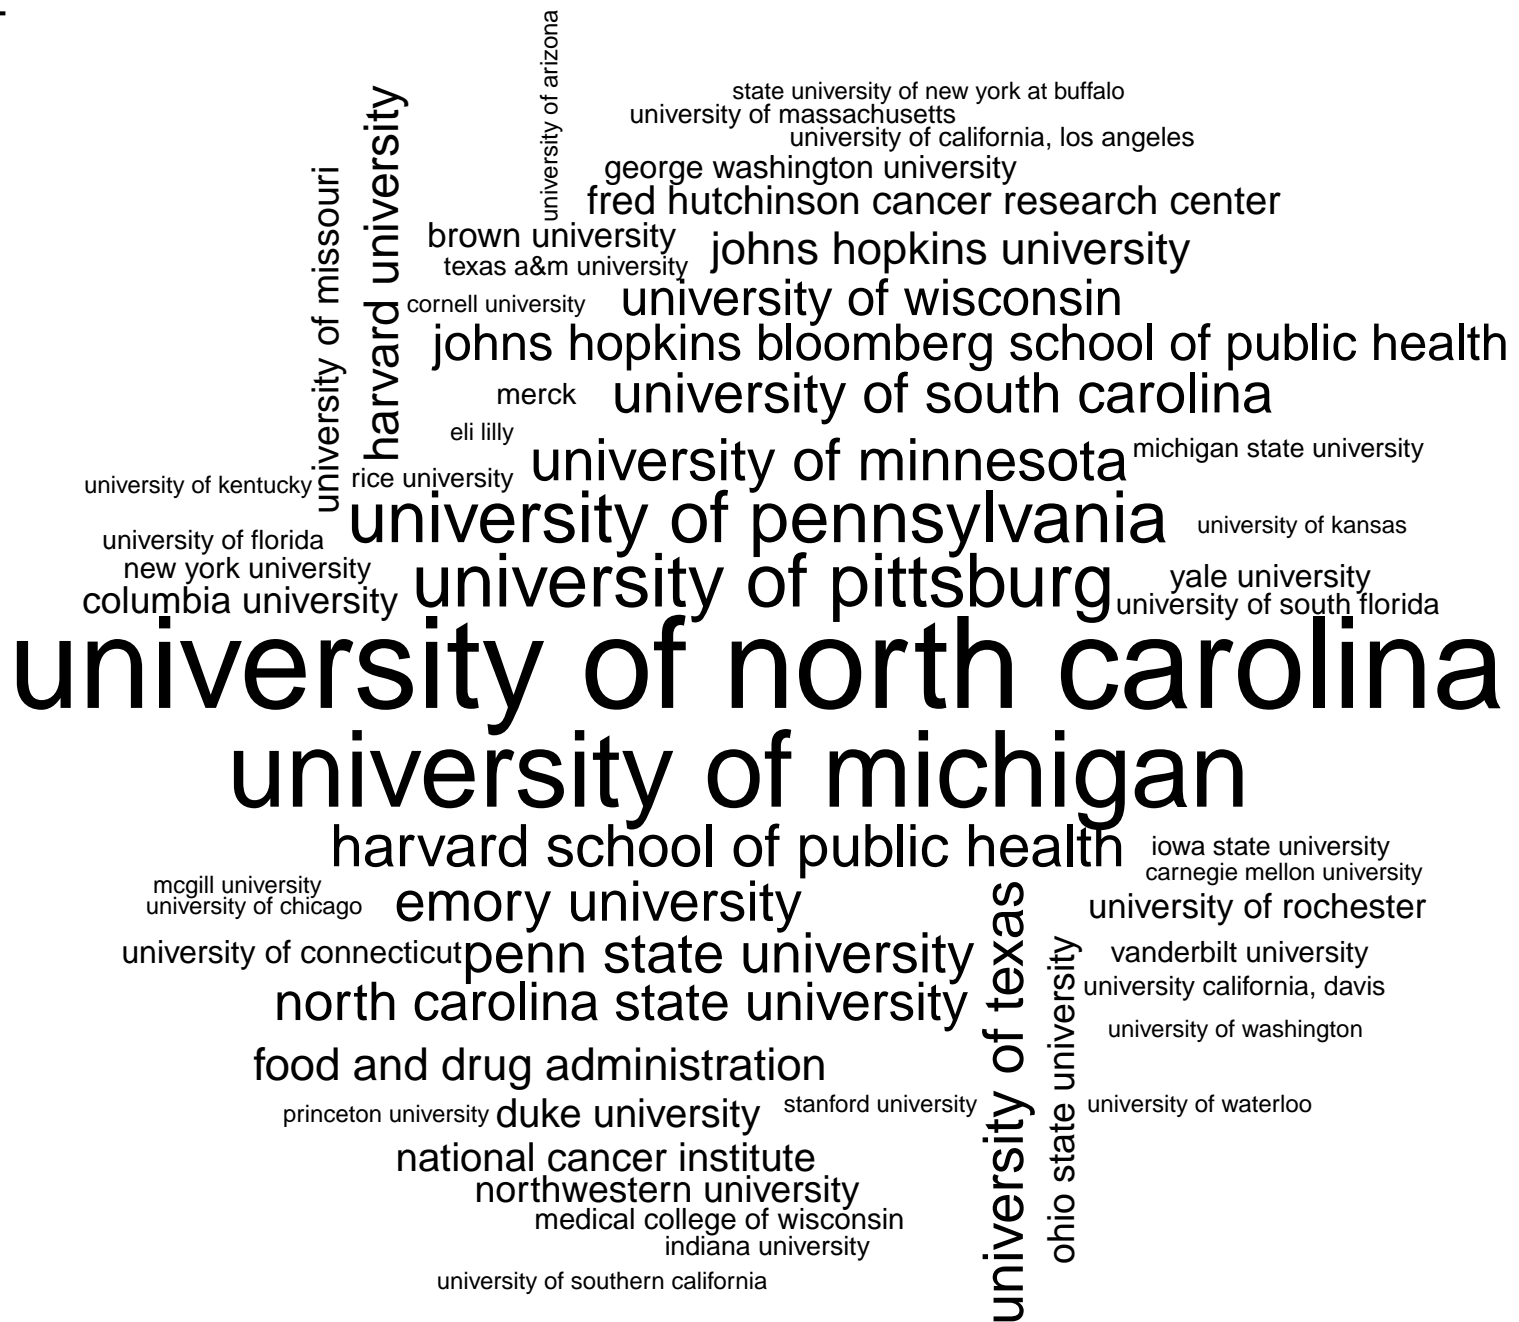 university of arizona
state university of new york at buffalo
harvard university
university of massachusetts
university of california, los angeles
george washington university
university of missouri
fred hutchinson cancer research center
brown university
johns hopkins university
texas a&m university
cornell university
university of wisconsin
johns hopkins bloomberg school of public health
merck
university of south carolina
eli lilly
university of minnesota
michigan state university
university of kentucky
rice university
university of pennsylvania
university of kansas
university of florida
new york university
university of pittsburg
yale university
columbia university
university of south florida
university of north carolina
university of michigan
harvard school of public health
iowa state university
carnegie mellon university
mcgill university
university of chicago
emory university
university of rochester
university of connecticut
penn state university
university of texas
ohio state university
vanderbilt university
north carolina state university
university california, davis
university of washington
food and drug administration
princeton university
duke university
stanford university
university of waterloo
national cancer institute
northwestern university
medical college of wisconsin
indiana university
university of southern california